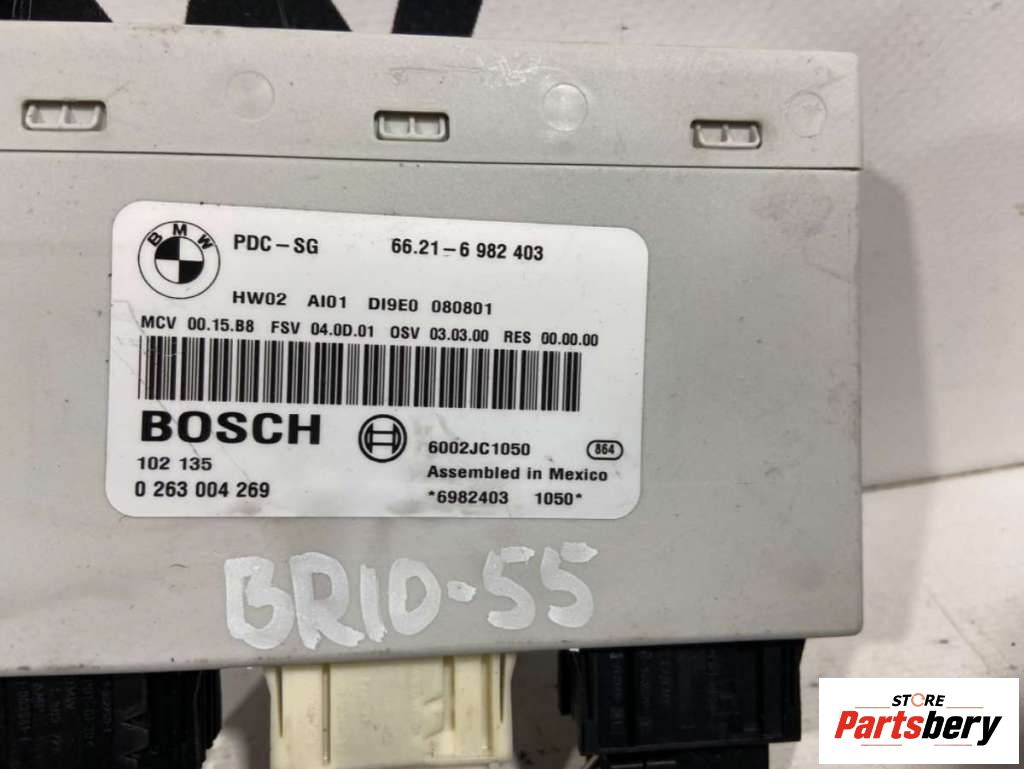 BMW
PDC-SG 66.21-6 982 403
HW02 AI01 DI9E0 080801
MCV 00.15.B8 FSV 04.0D.01 OSV 03.03.00 RES 00.00.00
BOSCH
6002JC1050 864
102 135
Assembled in Mexico
0 263 004 269
*6982403 1050*
BR10-55
STORE
Partsbery